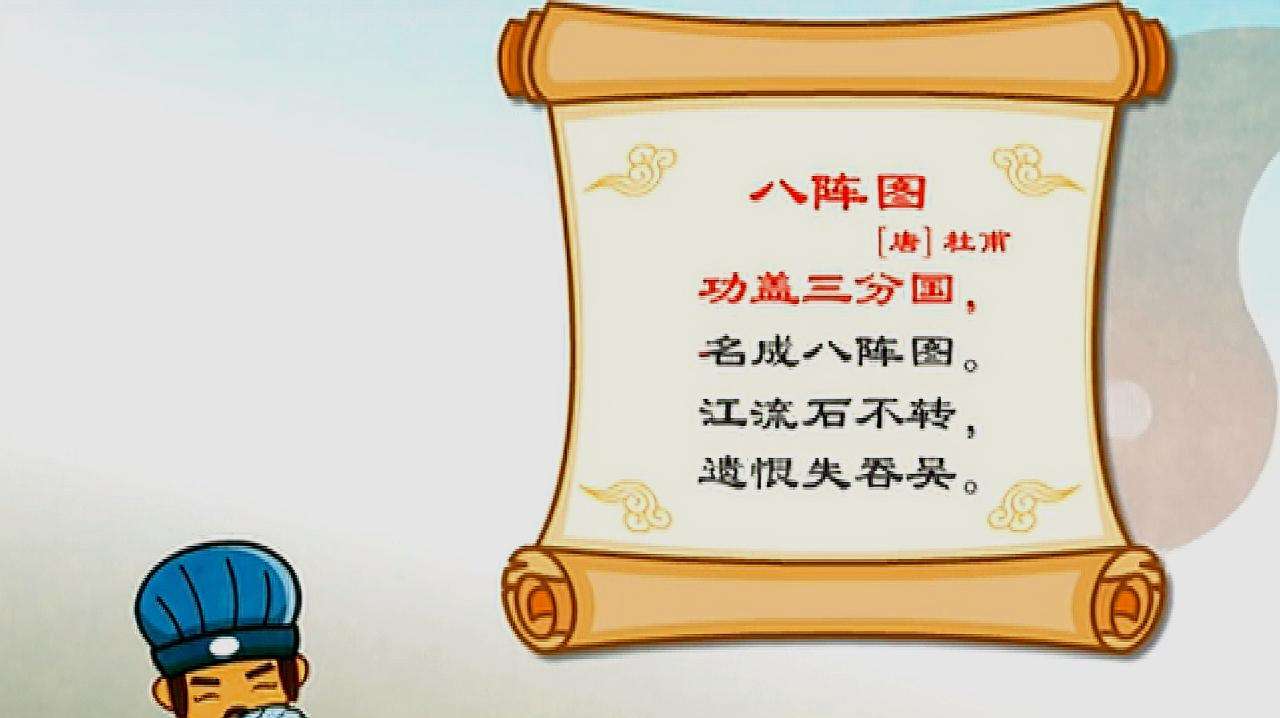 八阵图
[唐] 杜甫
功盖三分国，
名成八阵图。
江流石不转，
遗恨失吞吴。